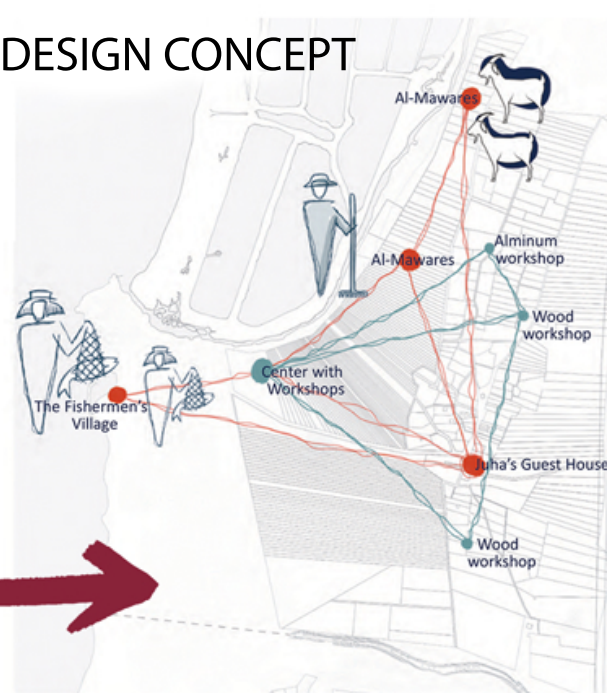 DESIGN CONCEPT
Al-Mawares
Al-Mawares
Alminum
workshop
Wood
workshop
Center with
Workshops
The Fishermen's
Village
Juha's Guest House
Wood
workshop